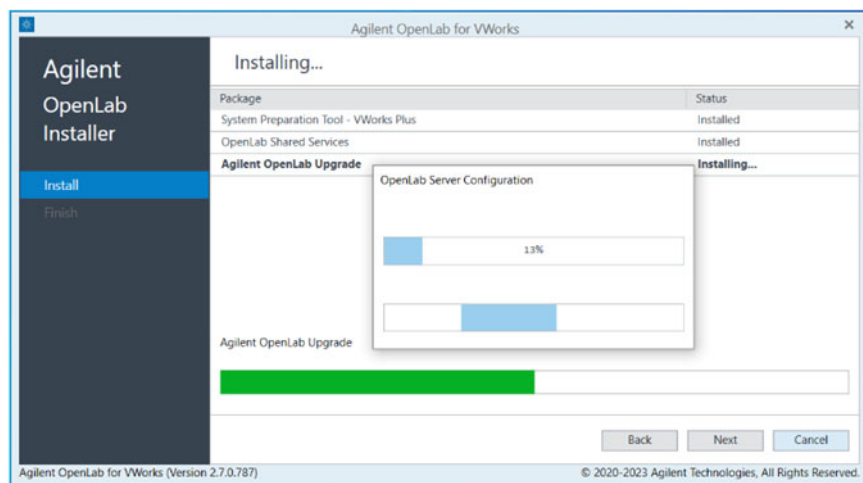 Agilent OpenLab for VWorks
Agilent
OpenLab
Installer
Install
Finish
Installing...
Package Status
System Preparation Tool - VWorks Plus Installed
OpenLab Shared Services Installed
Agilent OpenLab Upgrade Installing...
OpenLab Server Configuration
13%
Agilent OpenLab Upgrade
Back Next Cancel
Agilent OpenLab for VWorks (Version 2.7.0.787) © 2020-2023 Agilent Technologies, All Rights Reserved.